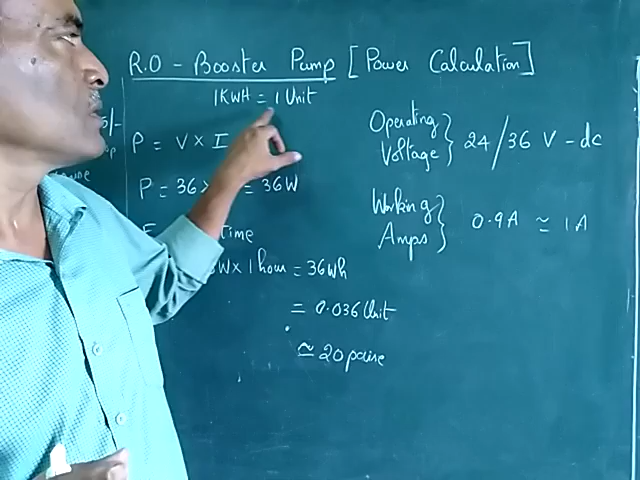 R.O - Booster Pump [Power Calculation]
1KWH = 1 Unit
P = V × I
P = 36 × = 36W
time
W × 1 hour = 36Wh
= 0.036 Unit
≃ 20 paise
Operating Voltage } 24/36 V - dc
Working Amps } 0.9A ≃ 1A